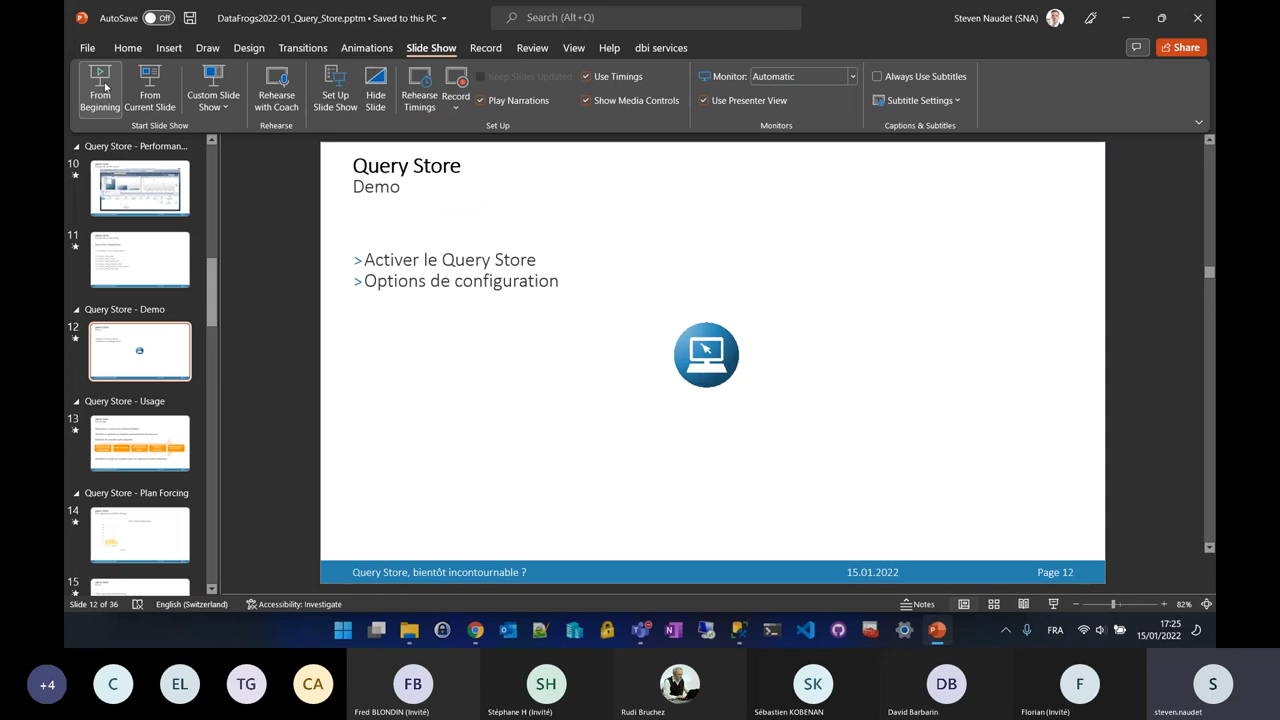 AutoSave Off DataFrogs2022-01_Query_Store.pptm • Saved to this PC Search (Alt+Q) Steven Naudet (SNA)
File Home Insert Draw Design Transitions Animations Slide Show Record Review View Help dbi services Share
From Beginning
From Current Slide
Custom Slide Show
Rehearse with Coach
Set Up Slide Show
Hide Slide
Rehearse Timings
Record
Keep Slides Updated
Play Narrations
Use Timings
Show Media Controls
Monitor: Automatic
Use Presenter View
Always Use Subtitles
Subtitle Settings
Start Slide Show Rehearse Set Up Monitors Captions & Subtitles
Query Store - Performan...
10
11
Query Store - Demo
12
Query Store - Usage
13
Query Store - Plan Forcing
14
15
Query Store
Demo
>Activer le Query Store
>Options de configuration
Query Store, bientôt incontournable ? 15.01.2022 Page 12
Slide 12 of 36 English (Switzerland) Accessibility: Investigate Notes 82%
FRA 17:25
15/01/2022
+4 C EL TG CA FB SH SK DB F S
Fred BLONDIN (Invité) Stéphane H (Invité) Rudi Bruchez Sébastien KOBENAN David Barbarin Florian (Invité) steven.naudet